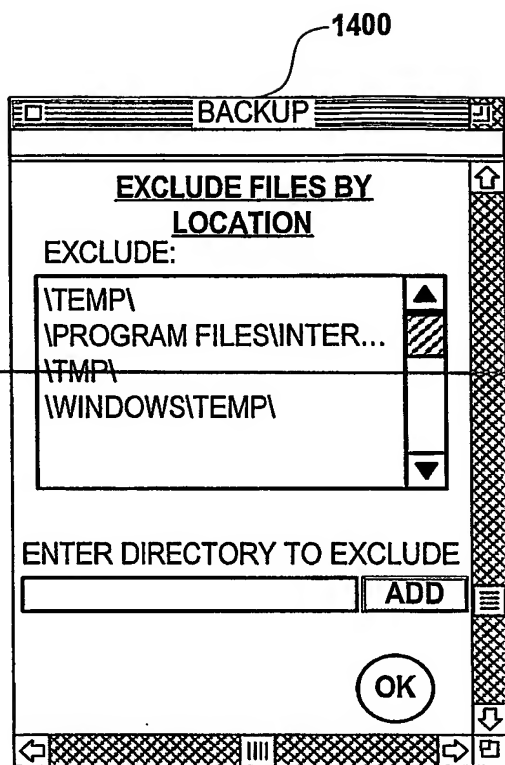 1400
BACKUP
EXCLUDE FILES BY
LOCATION
EXCLUDE:
\TEMP\
\PROGRAM FILES\INTER...
\TMP\
\WINDOWS\TEMP\
ENTER DIRECTORY TO EXCLUDE
ADD
OK